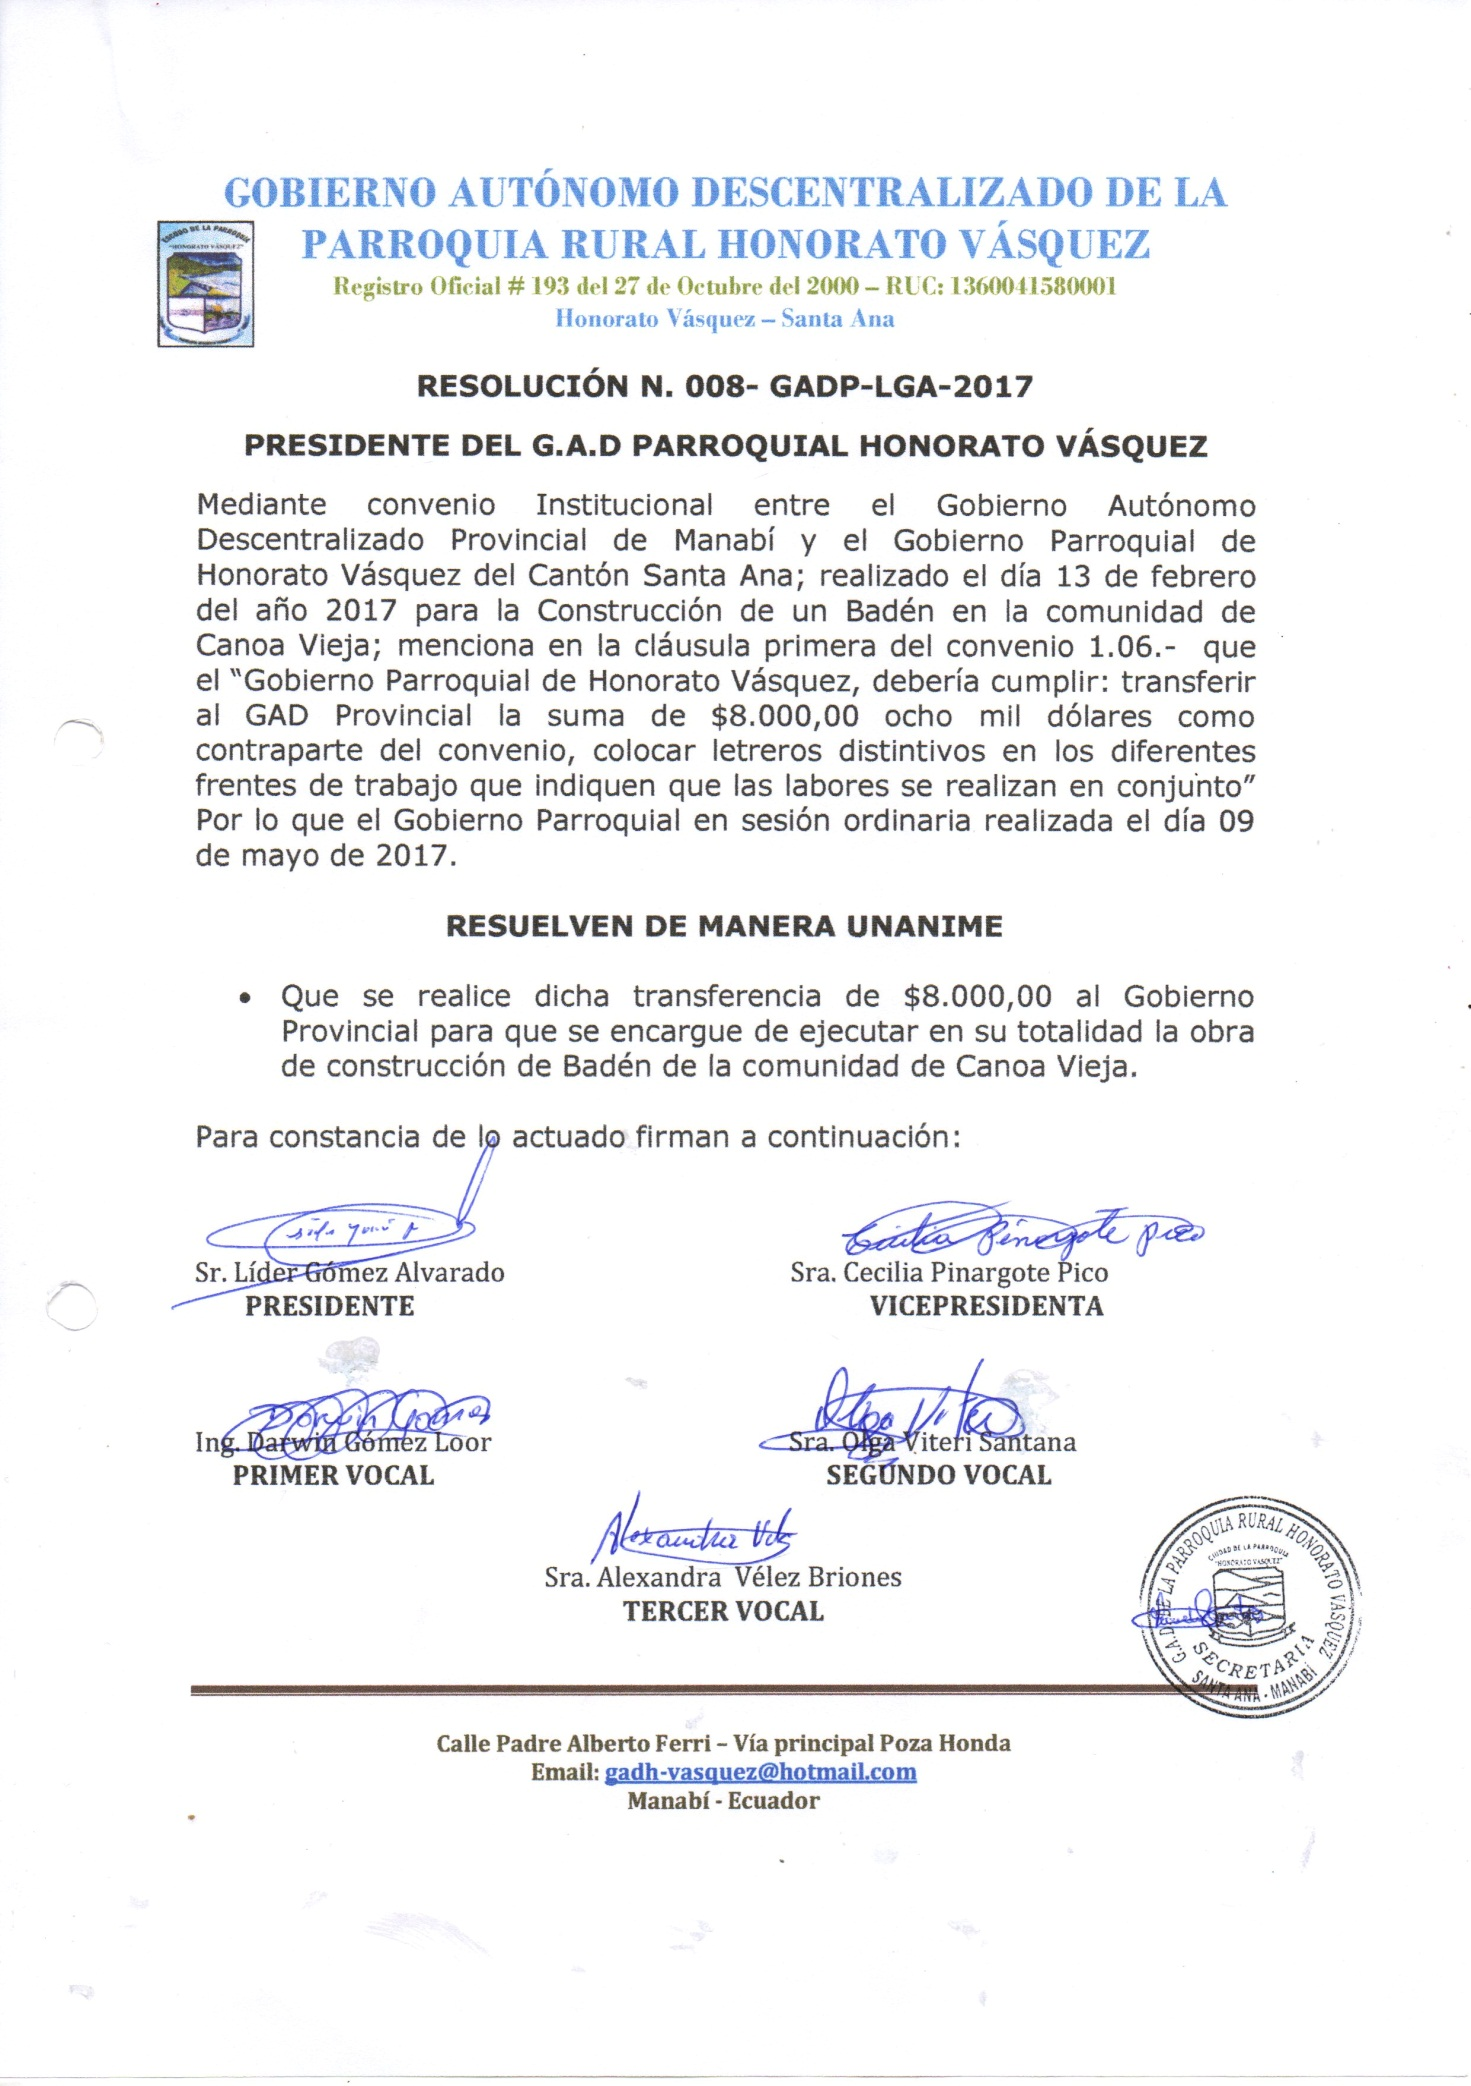 GOBIERNO AUTÓNOMO DESCENTRALIZADO DE LA
PARROQUIA RURAL HONORATO VÁSQUEZ
Registro Oficial # 193 del 27 de Octubre del 2000 – RUC: 1360041580001
Honorato Vásquez – Santa Ana
"HONORATO VÁSQUEZ"
RESOLUCIÓN N. 008- GADP-LGA-2017
PRESIDENTE DEL G.A.D PARROQUIAL HONORATO VÁSQUEZ
Mediante convenio Institucional entre el Gobierno Autónomo
Descentralizado Provincial de Manabí y el Gobierno Parroquial de
Honorato Vásquez del Cantón Santa Ana; realizado el día 13 de febrero
del año 2017 para la Construcción de un Badén en la comunidad de
Canoa Vieja; menciona en la cláusula primera del convenio 1.06.- que
el "Gobierno Parroquial de Honorato Vásquez, debería cumplir: transferir
al GAD Provincial la suma de $8.000,00 ocho mil dólares como
contraparte del convenio, colocar letreros distintivos en los diferentes
frentes de trabajo que indiquen que las labores se realizan en conjunto"
Por lo que el Gobierno Parroquial en sesión ordinaria realizada el día 09
de mayo de 2017.
RESUELVEN DE MANERA UNANIME
• Que se realice dicha transferencia de $8.000,00 al Gobierno
Provincial para que se encargue de ejecutar en su totalidad la obra
de construcción de Badén de la comunidad de Canoa Vieja.
Para constancia de lo actuado firman a continuación:
Cecilia Pinargote Pico
Sr. Líder Gómez Alvarado
PRESIDENTE
Sra. Cecilia Pinargote Pico
VICEPRESIDENTA
Darwin Gómez
Olga Viteri
Ing. Darwin Gómez Loor
PRIMER VOCAL
Sra. Olga Viteri Santana
SEGUNDO VOCAL
Alexandra
Sra. Alexandra Vélez Briones
TERCER VOCAL
G.A.D DE LA PARROQUIA RURAL HONORATO VÁSQUEZ
"HONORATO VASQUEZ"
SECRETARIA
SANTA ANA - MANABÍ
Calle Padre Alberto Ferri – Vía principal Poza Honda
Email: gadh-vasquez@hotmail.com
Manabí - Ecuador